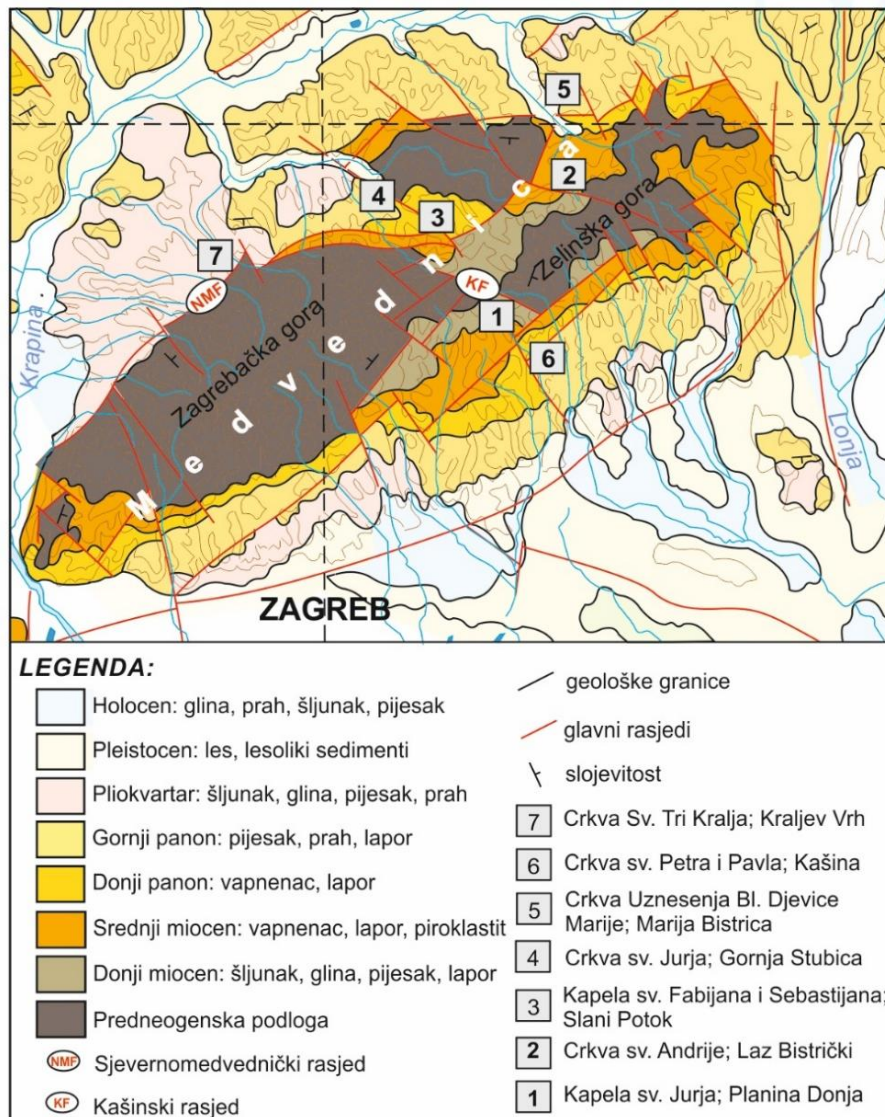 5
2
4
3
7
NMF
KF
1
6
Medvednica
Zelinška gora
Zagrebačka gora
Krapina
Lonja
ZAGREB
LEGENDA:
Holocen: glina, prah, šljunak, pijesak
Pleistocen: les, lesoliki sedimenti
Pliokvartar: šljunak, glina, pijesak, prah
Gornji panon: pijesak, prah, lapor
Donji panon: vapnenac, lapor
Srednji miocen: vapnenac, lapor, piroklastit
Donji miocen: šljunak, glina, pijesak, lapor
Predneogenska podloga
NMF Sjevernomedvednički rasjed
KF Kašinski rasjed
geološke granice
glavni rasjedi
slojevitost
7 Crkva Sv. Tri Kralja; Kraljev Vrh
6 Crkva sv. Petra i Pavla; Kašina
5 Crkva Uznesenja Bl. Djevice
Marije; Marija Bistrica
4 Crkva sv. Jurja; Gornja Stubica
3 Kapela sv. Fabijana i Sebastijana;
Slani Potok
2 Crkva sv. Andrije; Laz Bistrički
1 Kapela sv. Jurja; Planina Donja